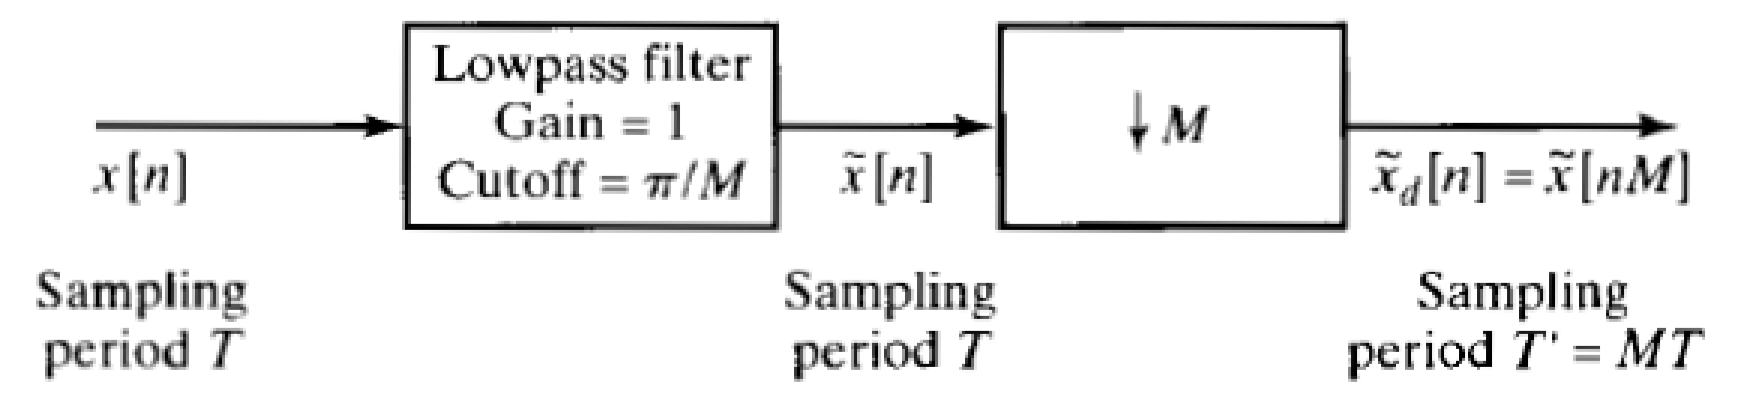 Lowpass filter
Gain = 1
Cutoff = π/M
↓ M
x[n]
x̃[n]
x̃_d[n] = x̃[nM]
Sampling
period T
Sampling
period T
Sampling
period T' = MT